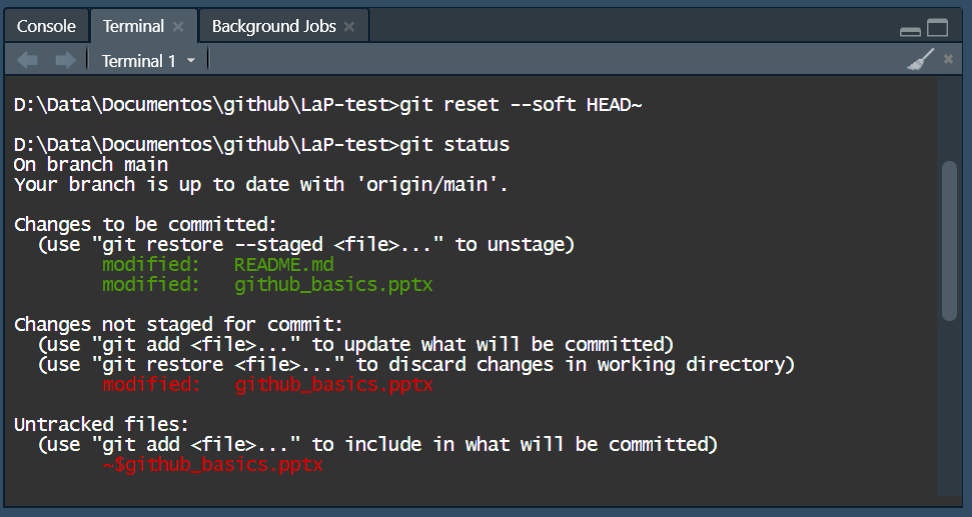 Console Terminal Background Jobs
Terminal 1
D:\Data\Documentos\github\LaP-test>git reset --soft HEAD~
D:\Data\Documentos\github\LaP-test>git status
On branch main
Your branch is up to date with 'origin/main'.
Changes to be committed:
(use "git restore --staged <file>..." to unstage)
modified: README.md
modified: github_basics.pptx
Changes not staged for commit:
(use "git add <file>..." to update what will be committed)
(use "git restore <file>..." to discard changes in working directory)
modified: github_basics.pptx
Untracked files:
(use "git add <file>..." to include in what will be committed)
~$github_basics.pptx